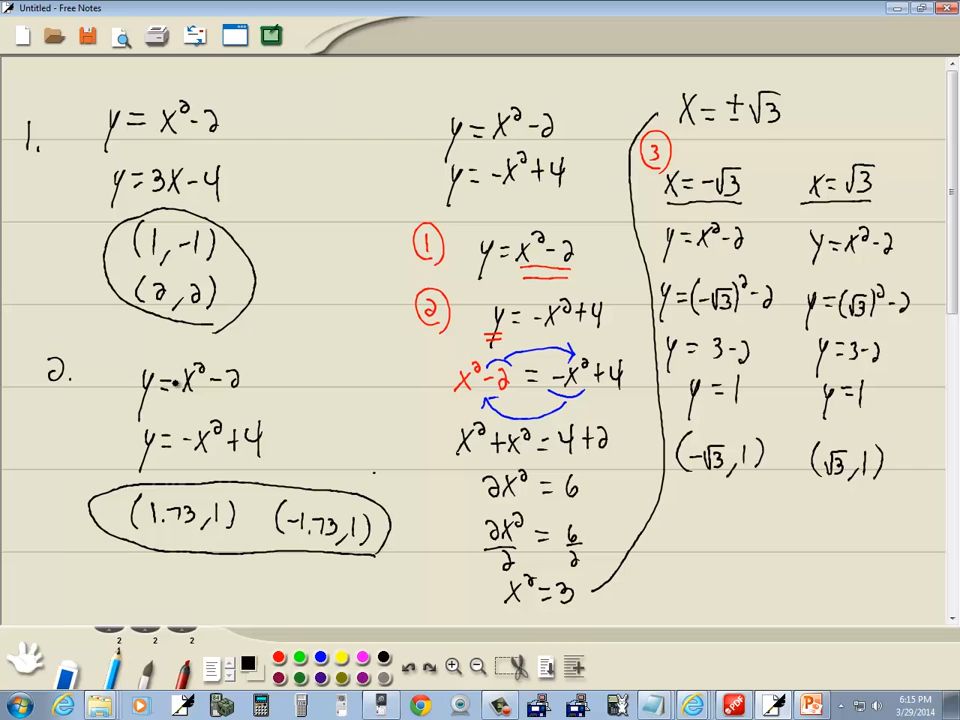 Untitled - Free Notes
1.
y = x²-2
y = 3x-4
(1,-1)
(2,2)
2.
y = x²-2
y = -x²+4
(1.73,1) (-1.73,1)
y = x²-2
y = -x²+4
1
y = x²-2
2
y = -x²+4
x²-2 = -x²+4
x²+x² = 4+2
2x² = 6
2x²/2 = 6/2
x² = 3
x = ±√3
3
x = -√3
y = x²-2
y = (-√3)²-2
y = 3-2
y = 1
(-√3,1)
x = √3
y = x²-2
y = (√3)²-2
y = 3-2
y = 1
(√3,1)
2 2 2
6:15 PM
3/29/2014